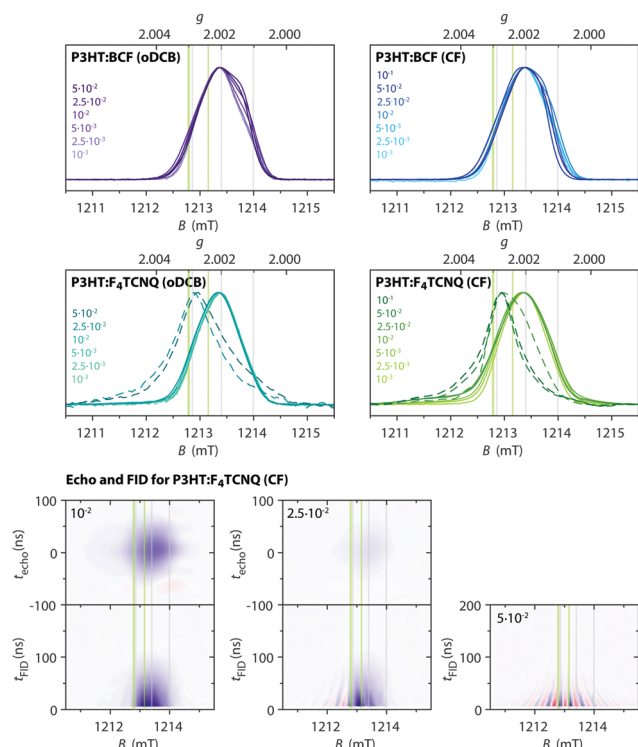 g
2.004 2.002 2.000
P3HT:BCF (oDCB)
5·10⁻²
2.5·10⁻²
10⁻²
5·10⁻³
2.5·10⁻³
10⁻³
1211 1212 1213 1214 1215
B (mT)
g
2.004 2.002 2.000
P3HT:BCF (CF)
10⁻¹
5·10⁻²
2.5·10⁻²
10⁻²
5·10⁻³
2.5·10⁻³
10⁻³
1211 1212 1213 1214 1215
B (mT)
g
2.004 2.002 2.000
P3HT:F₄TCNQ (oDCB)
5·10⁻²
2.5·10⁻²
10⁻²
5·10⁻³
2.5·10⁻³
10⁻³
1211 1212 1213 1214 1215
B (mT)
g
2.004 2.002 2.000
P3HT:F₄TCNQ (CF)
10⁻¹
5·10⁻²
2.5·10⁻²
10⁻²
5·10⁻³
2.5·10⁻³
10⁻³
1211 1212 1213 1214 1215
B (mT)
Echo and FID for P3HT:F₄TCNQ (CF)
10⁻²
100
0
-100
t_echo (ns)
100
0
t_FID (ns)
1212 1214
B (mT)
2.5·10⁻²
100
0
-100
t_echo (ns)
100
0
t_FID (ns)
1212 1214
B (mT)
5·10⁻²
200
100
0
t_FID (ns)
1212 1214
B (mT)